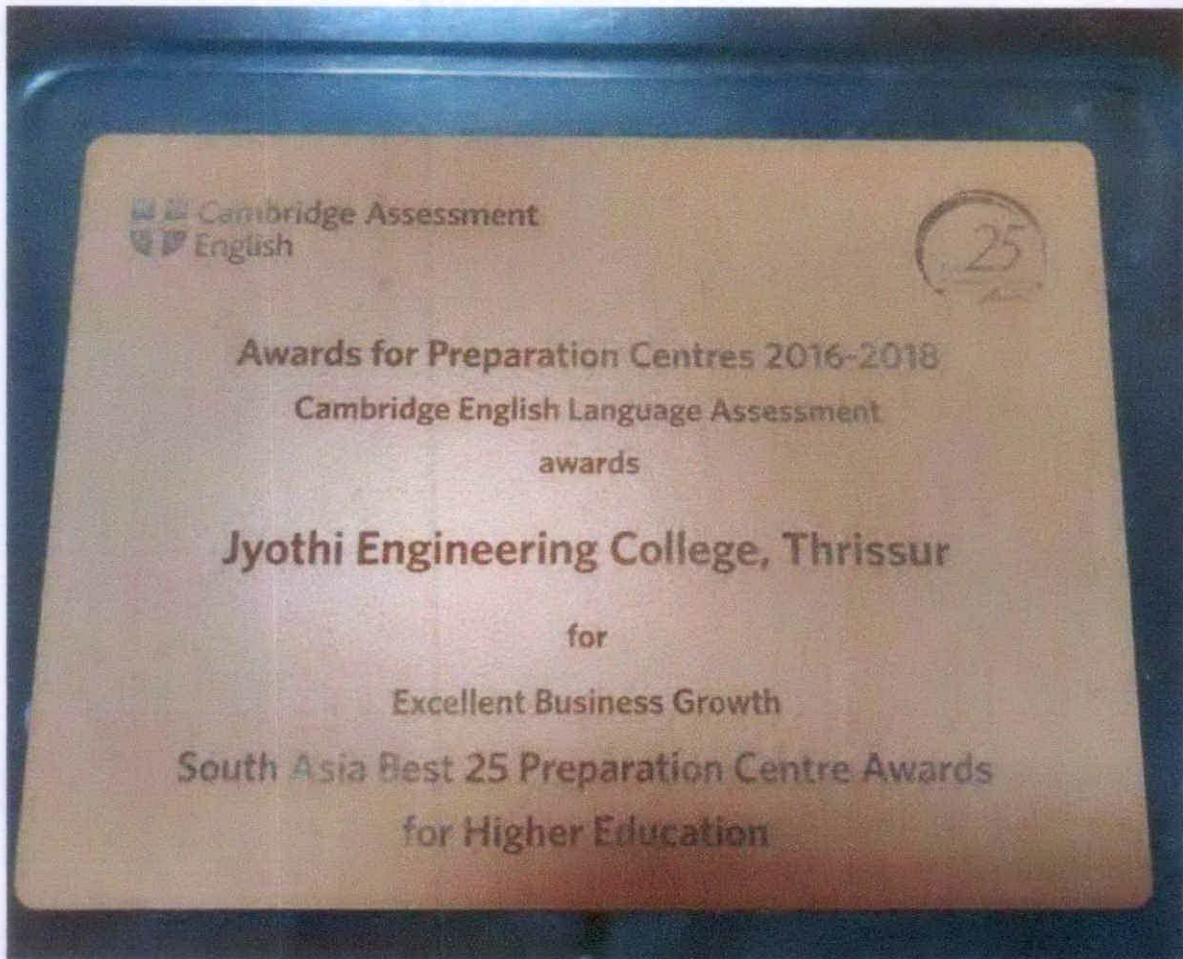 Cambridge Assessment
English
25
Awards for Preparation Centres 2016-2018
Cambridge English Language Assessment
awards
Jyothi Engineering College, Thrissur
for
Excellent Business Growth
South Asia Best 25 Preparation Centre Awards
for Higher Education